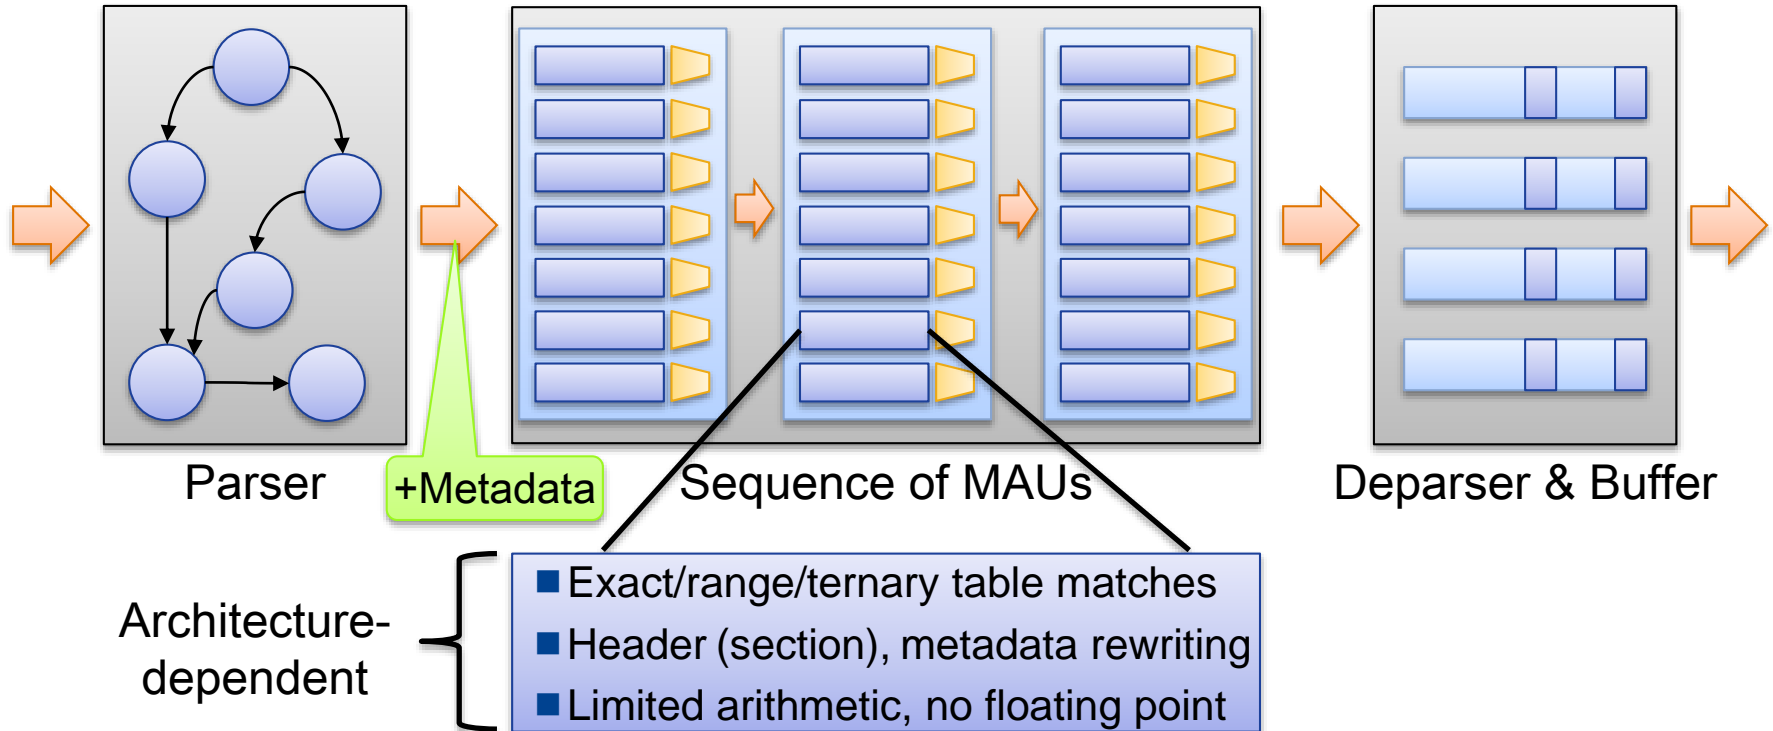 Parser
+Metadata
Sequence of MAUs
Deparser & Buffer
Architecture-
dependent
Exact/range/ternary table matches
Header (section), metadata rewriting
Limited arithmetic, no floating point